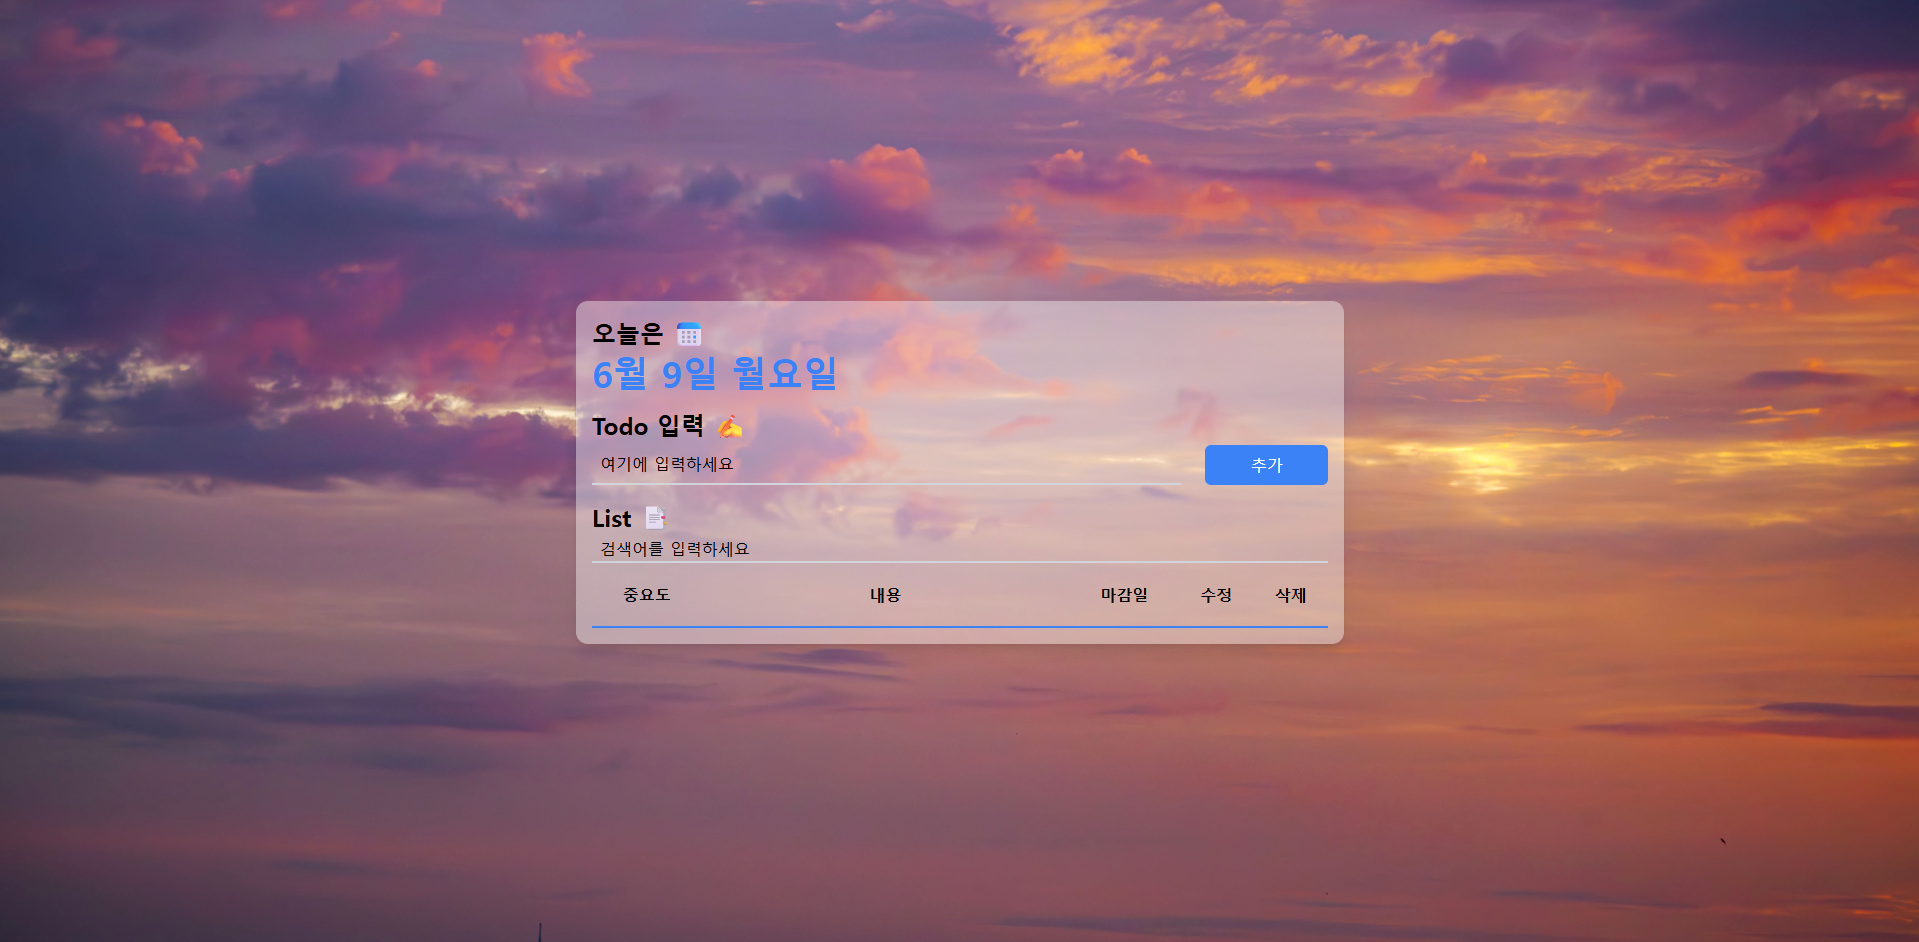 오늘은
6월 9일 월요일
Todo 입력
여기에 입력하세요
추가
List
검색어를 입력하세요
중요도 내용 마감일 수정 삭제